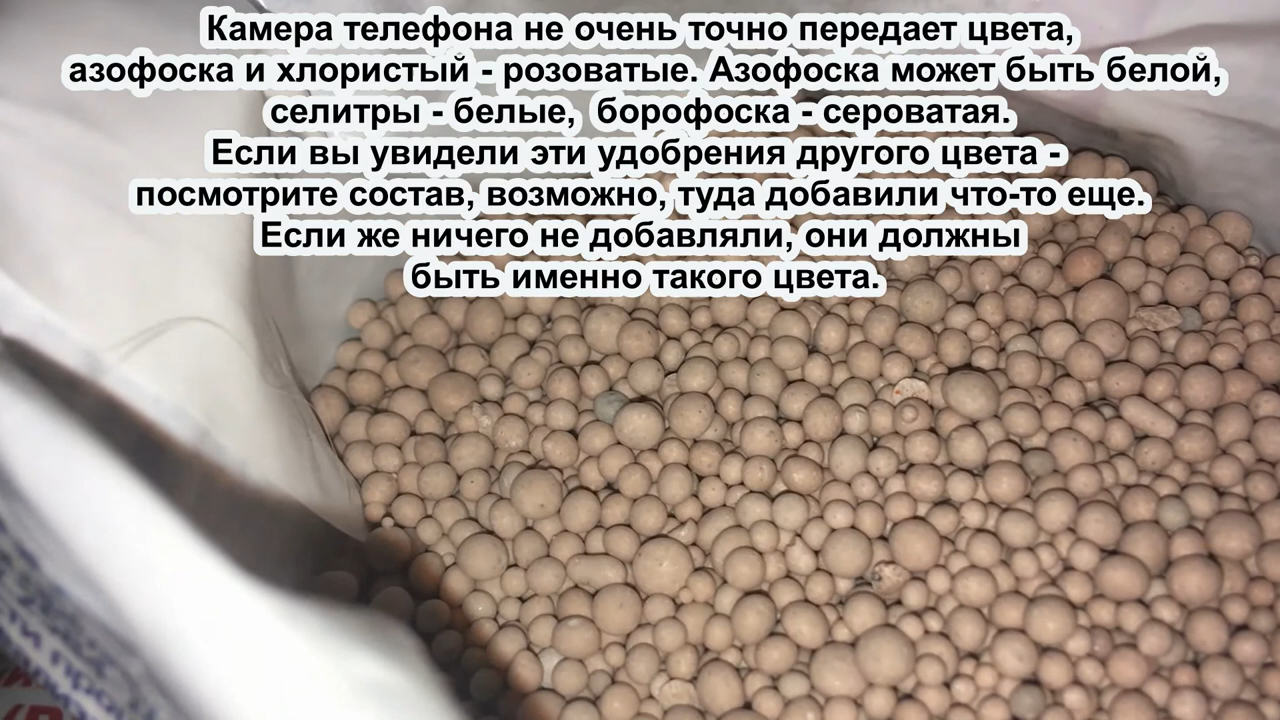 Камера телефона не очень точно передает цвета,
азофоска и хлористый - розоватые. Азофоска может быть белой,
селитры - белые,  борофоска - сероватая.
Если вы увидели эти удобрения другого цвета -
посмотрите состав, возможно, туда добавили что-то еще.
Если же ничего не добавляли, они должны
быть именно такого цвета.